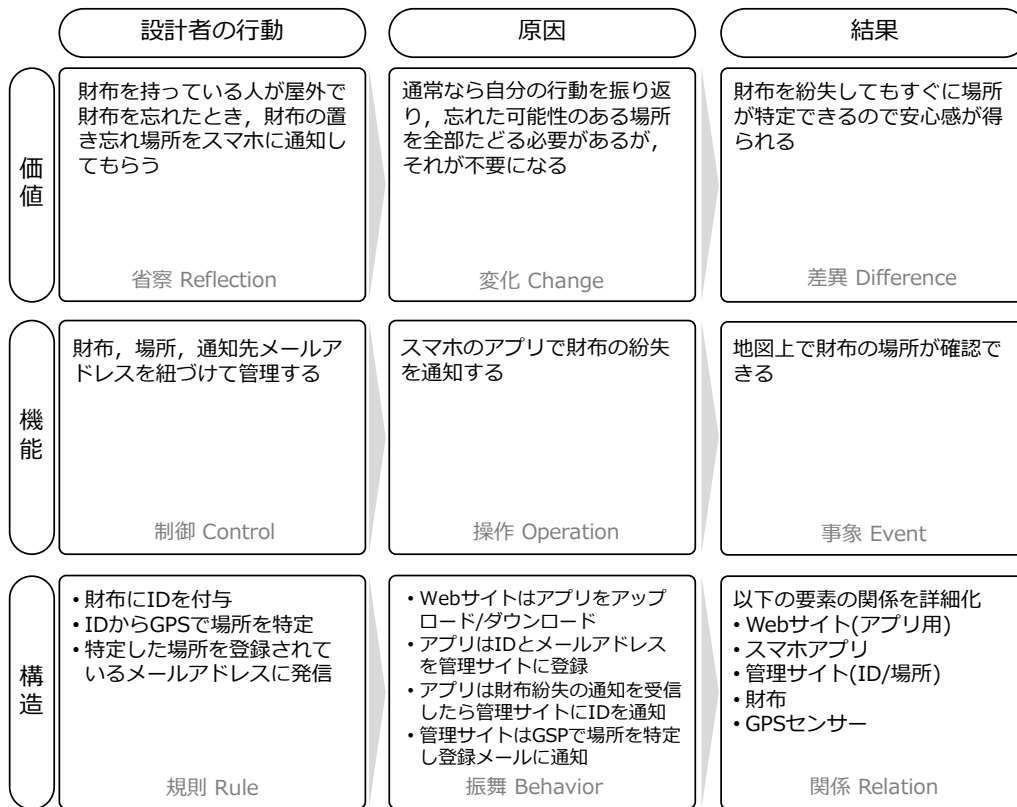 設計者の行動
原因
結果
価値
財布を持っている人が屋外で
財布を忘れたとき，財布の置
き忘れ場所をスマホに通知し
てもらう
省察 Reflection
通常なら自分の行動を振り返
り，忘れた可能性のある場所
を全部たどる必要があるが，
それが不要になる
変化 Change
財布を紛失してもすぐに場所
が特定できるので安心感が得
られる
差異 Difference
機能
財布，場所，通知先メールア
ドレスを紐づけて管理する
制御 Control
スマホのアプリで財布の紛失
を通知する
操作 Operation
地図上で財布の場所が確認で
きる
事象 Event
構造
• 財布にIDを付与
• IDからGPSで場所を特定
• 特定した場所を登録されて
いるメールアドレスに発信
規則 Rule
• Webサイトはアプリをアップ
ロード/ダウンロード
• アプリはIDとメールアドレス
を管理サイトに登録
• アプリは財布紛失の通知を受信
したら管理サイトにIDを通知
• 管理サイトはGSPで場所を特定
し登録メールに通知
振舞 Behavior
以下の要素の関係を詳細化
• Webサイト(アプリ用)
• スマホアプリ
• 管理サイト(ID/場所)
• 財布
• GPSセンサー
関係 Relation